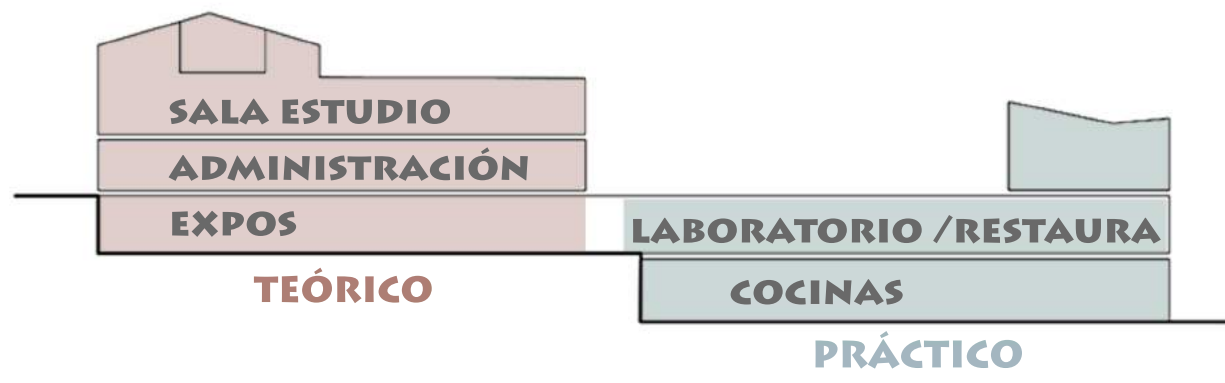 SALA ESTUDIO
ADMINISTRACIÓN
EXPOS
LABORATORIO /RESTAURA
TEÓRICO
COCINAS
PRÁCTICO